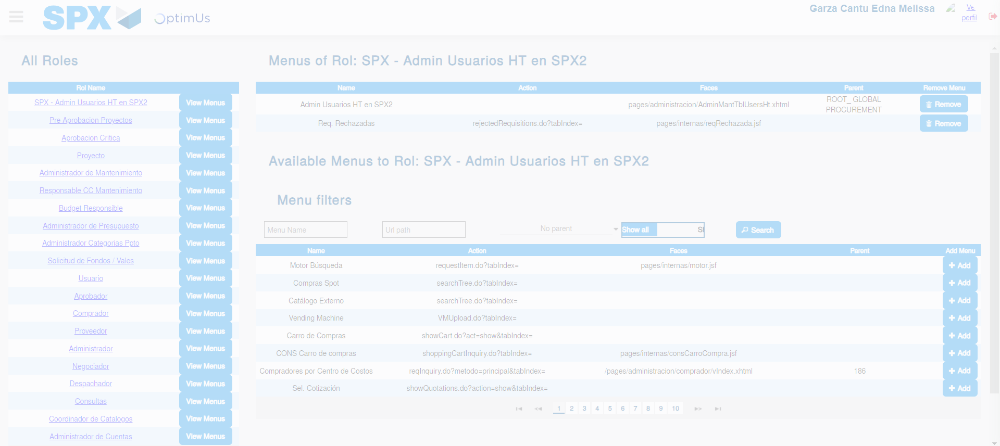 SPX
OptimUs
Garza Cantu Edna Melissa
perfil
All Roles
Rol Name
SPX - Admin Usuarios HT en SPX2 View Menus
Pre Aprobacion Proyectos View Menus
Aprobacion Critica View Menus
Proyecto View Menus
Administrador de Mantenimiento View Menus
Responsable CC Mantenimiento View Menus
Budget Responsible View Menus
Administrador de Presupuesto View Menus
Administrador Categorias Ppto View Menus
Solicitud de Fondos / Vales View Menus
Usuario View Menus
Aprobador View Menus
Comprador View Menus
Proveedor View Menus
Administrador View Menus
Negociador View Menus
Despachador View Menus
Consultas View Menus
Coordinador de Catalogos View Menus
Administrador de Cuentas View Menus
Menus of Rol: SPX - Admin Usuarios HT en SPX2
Name Action Faces Parent Remove Menu
Admin Usuarios HT en SPX2 pages/administracion/AdminMantTblUsersHt.xhtml ROOT_ GLOBAL PROCUREMENT Remove
Req. Rechazadas rejectedRequisitions.do?tabIndex= pages/internas/reqRechazada.jsf Remove
Available Menus to Rol: SPX - Admin Usuarios HT en SPX2
Menu filters
Menu Name Url path No parent Show all Search
Name Action Faces Parent Add Menu
Motor Búsqueda requestItem.do?tabIndex= pages/internas/motor.jsf Add
Compras Spot searchTree.do?tabIndex= Add
Catálogo Externo searchTree.do?tabIndex= Add
Vending Machine VMUpload.do?tabIndex= Add
Carro de Compras showCart.do?act=show&tabIndex= Add
CONS Carro de compras shoppingCartInquiry.do?tabIndex= pages/internas/consCarroCompra.jsf Add
Compradores por Centro de Costos reqInquiry.do?metodo=principal&tabIndex= /pages/administracion/comprador/vIndex.xhtml 186 Add
Sel. Cotización showQuotations.do?action=show&tabIndex= Add
1 2 3 4 5 6 7 8 9 10